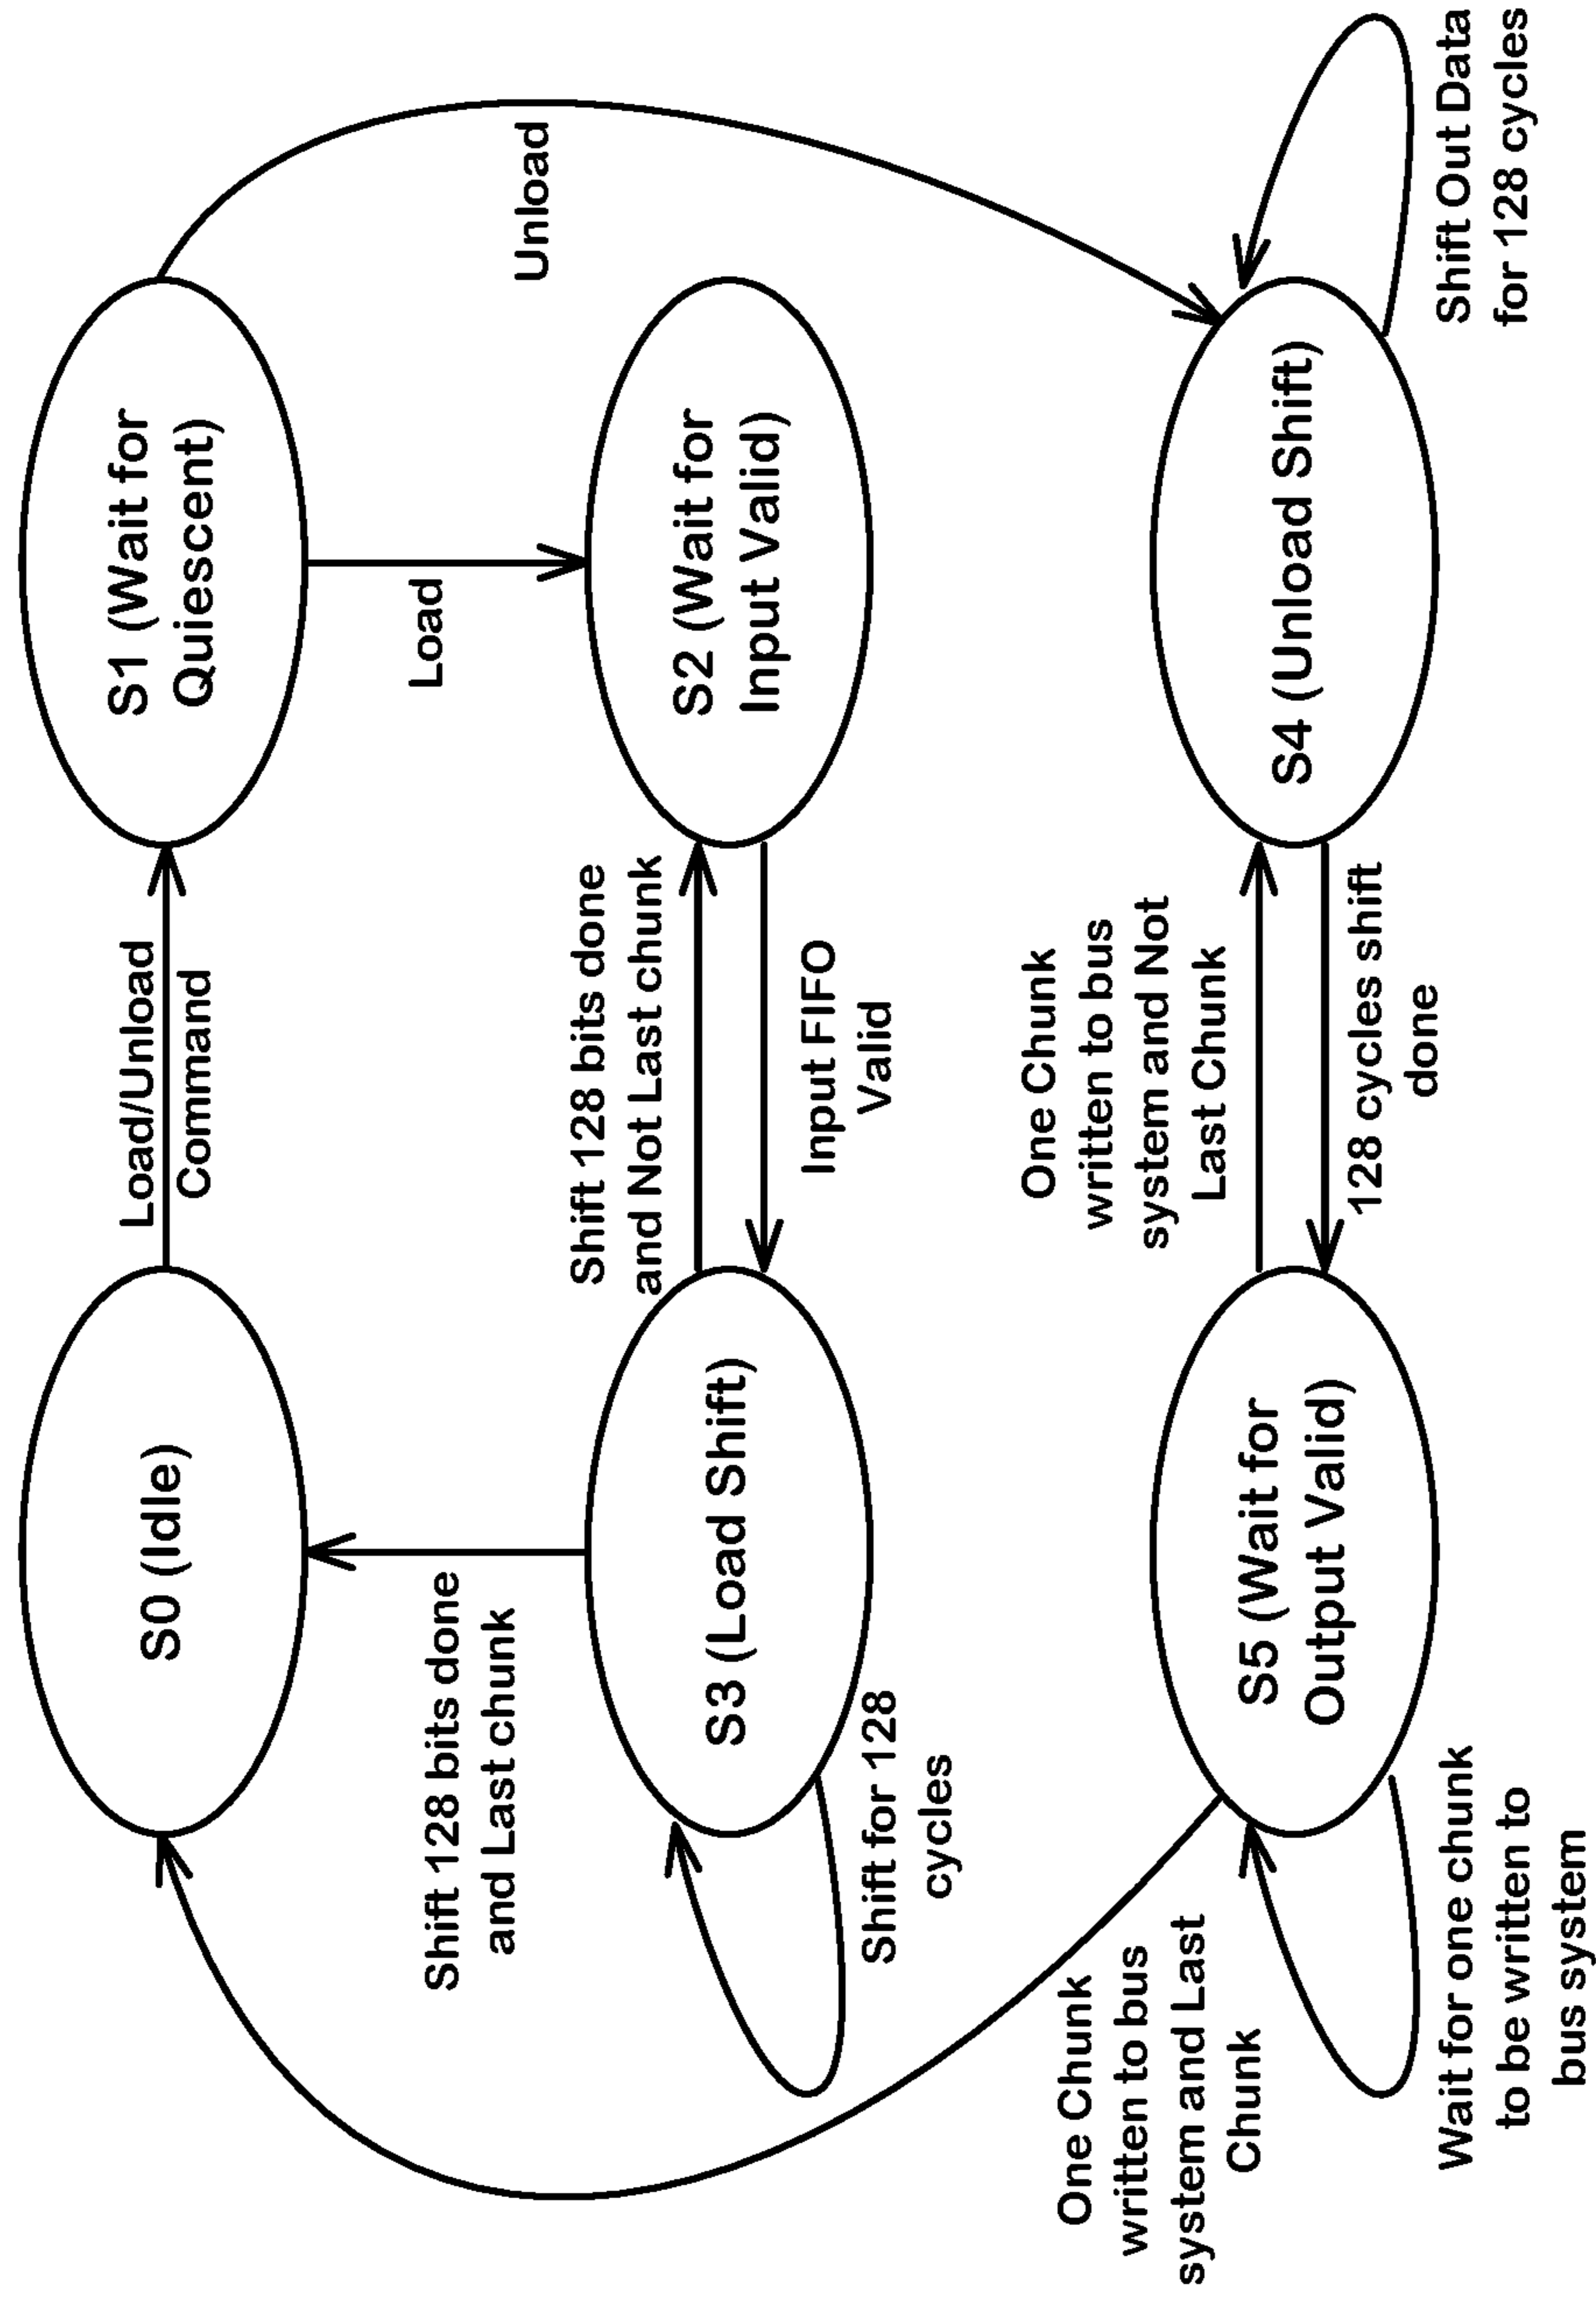 S0 (Idle)
Load/Unload
Command
S1 (Wait for
Quiescent)
Shift 128 bits done
and Last chunk
Load
Unload
S3 (Load Shift)
Shift 128 bits done
and Not Last chunk
Input FIFO
Valid
S2 (Wait for
Input Valid)
Shift for 128
cycles
One Chunk
written to bus
system and Last
Chunk
S5 (Wait for
Output Valid)
One Chunk
written to bus
system and Not
Last Chunk
128 cycles shift
done
S4 (Unload Shift)
Wait for one chunk
to be written to
bus system
Shift Out Data
for 128 cycles